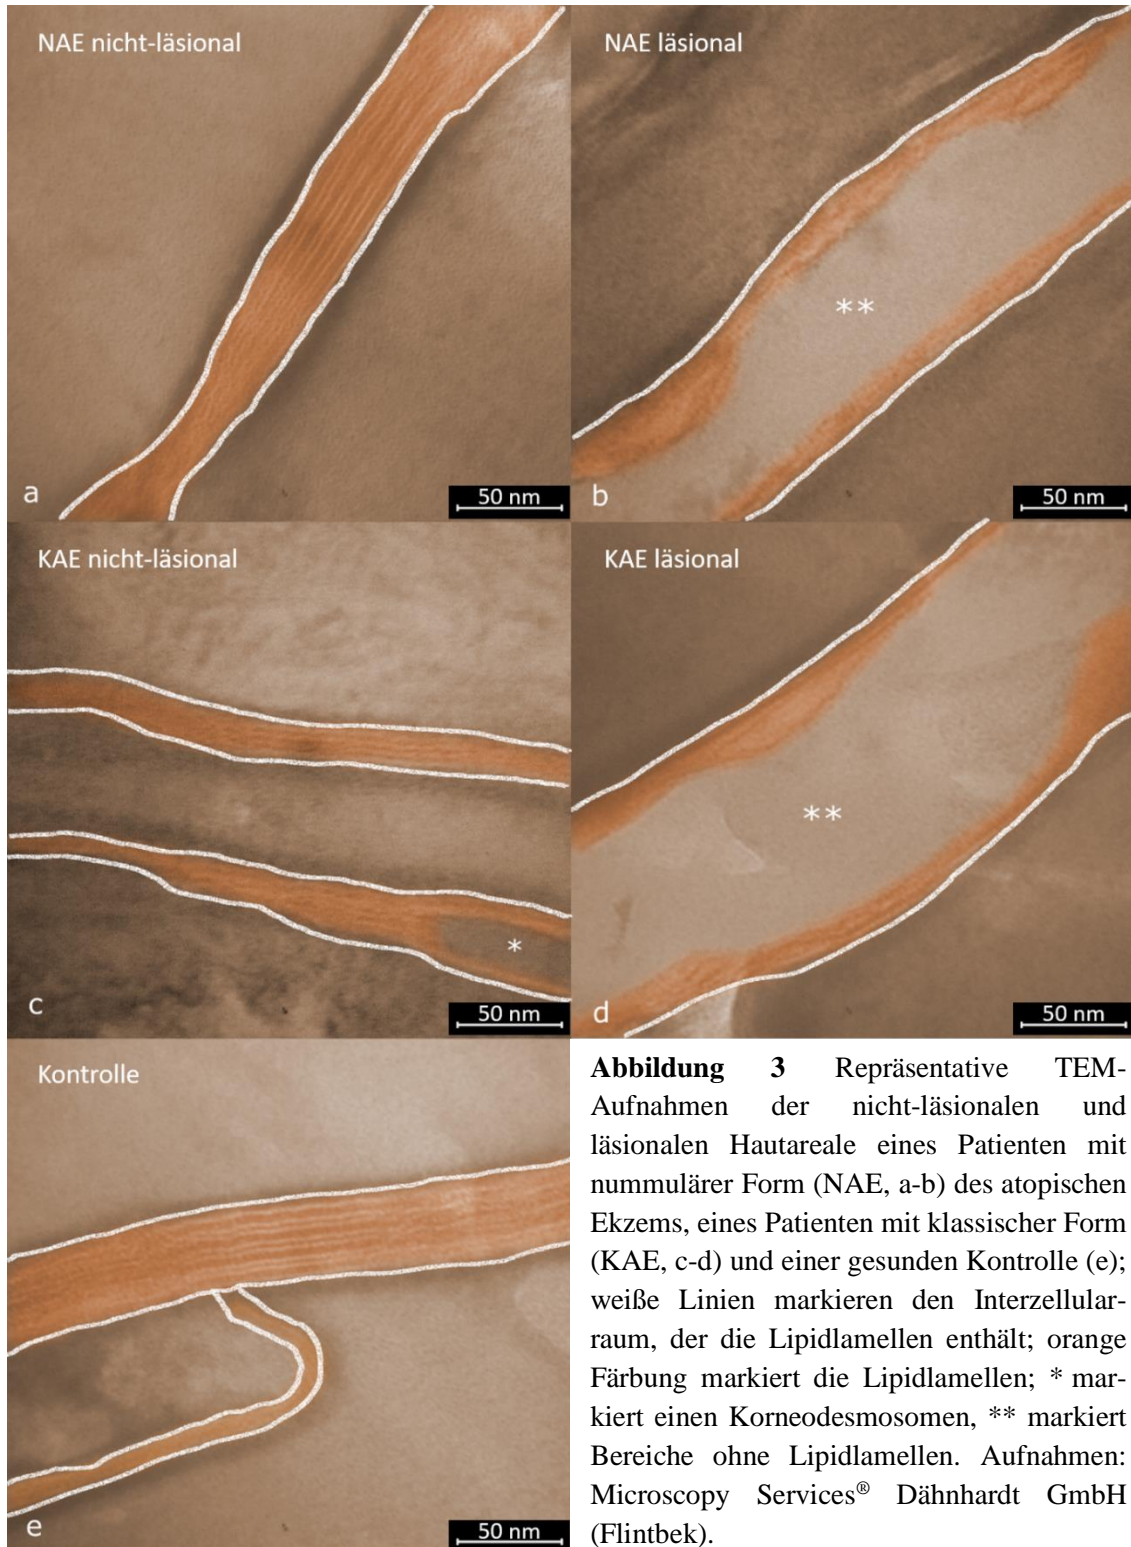 NAE nicht-läsional
a
50 nm
NAE läsional
**
b
50 nm
KAE nicht-läsional
*
c
50 nm
KAE läsional
**
d
50 nm
Kontrolle
e
50 nm
Abbildung 3 Repräsentative TEM-
Aufnahmen der nicht-läsionalen und
läsionalen Hautareale eines Patienten mit
nummulärer Form (NAE, a-b) des atopischen
Ekzems, eines Patienten mit klassischer Form
(KAE, c-d) und einer gesunden Kontrolle (e);
weiße Linien markieren den Interzellular-
raum, der die Lipidlamellen enthält; orange
Färbung markiert die Lipidlamellen; * mar-
kiert einen Korneodesmosomen, ** markiert
Bereiche ohne Lipidlamellen. Aufnahmen:
Microscopy Services® Dähnhardt GmbH
(Flintbek).